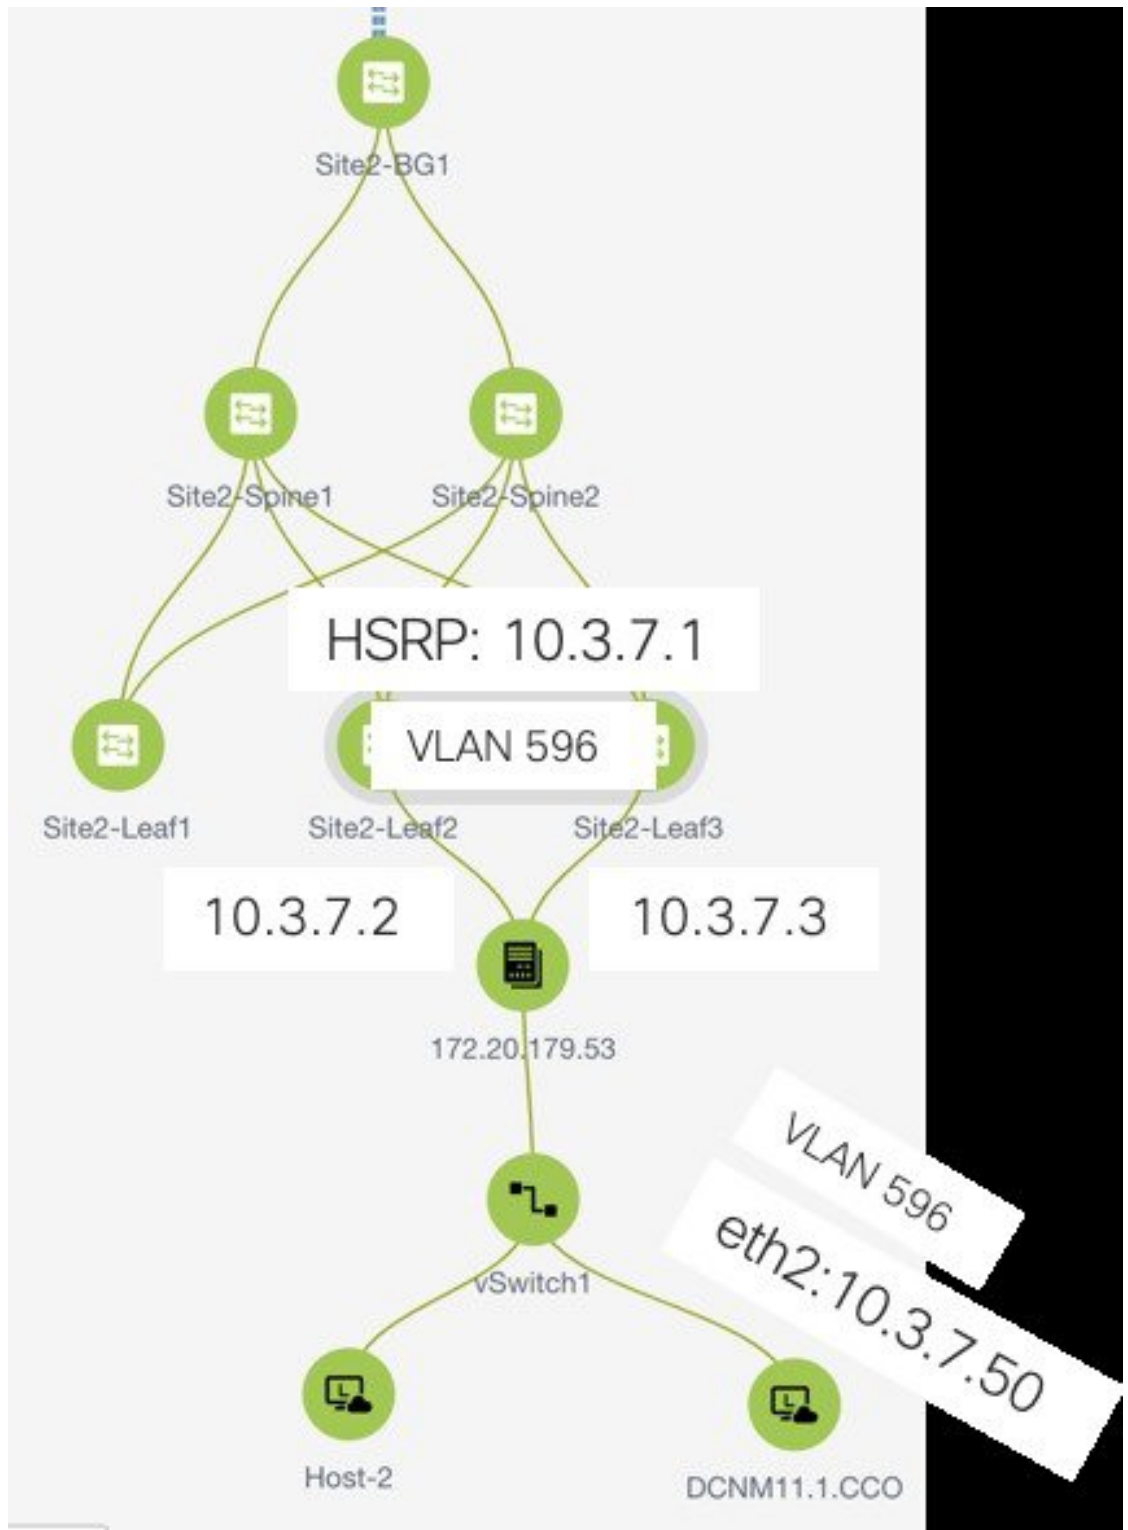 Site2-BG1
Site2-Spine1
Site2-Spine2
HSRP: 10.3.7.1
VLAN 596
Site2-Leaf1
Site2-Leaf2
Site2-Leaf3
10.3.7.2
10.3.7.3
172.20.179.53
VLAN 596
eth2:10.3.7.50
vSwitch1
Host-2
DCNM11.1.CCO